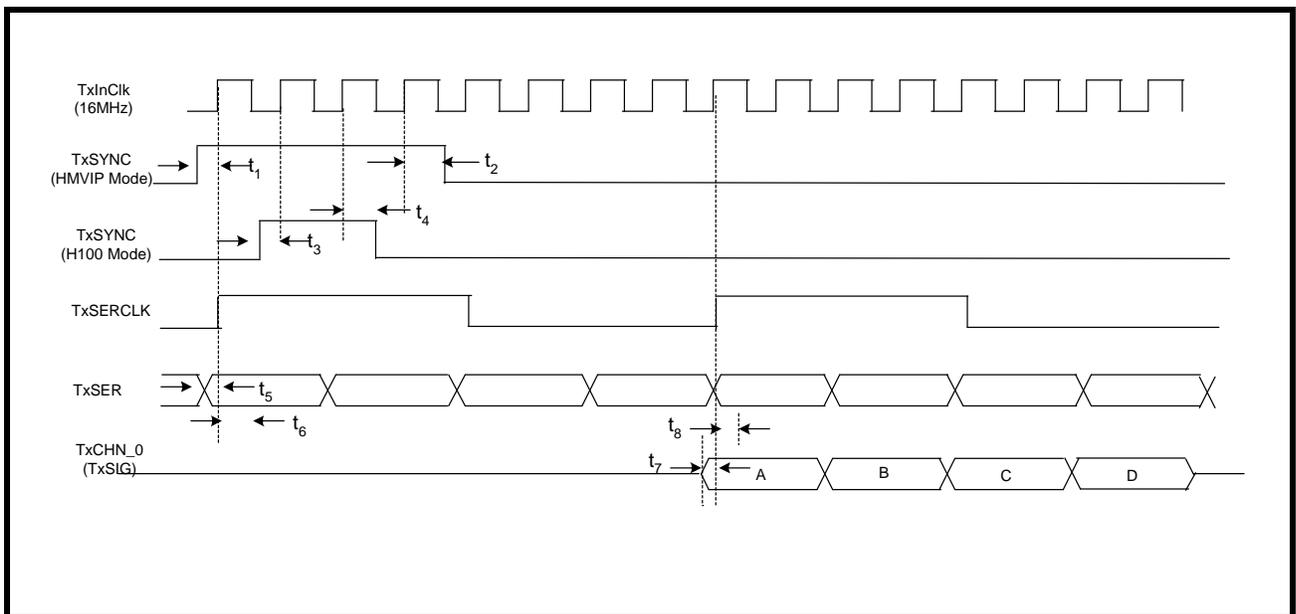 TxInClk
(16MHz)
TxSYNC
(HMVIP Mode)
t1
t2
t4
TxSYNC
(H100 Mode)
t3
TxSERCLK
TxSER
t5
t6
t8
TxCHN_0
(TxSIG)
t7
A
B
C
D